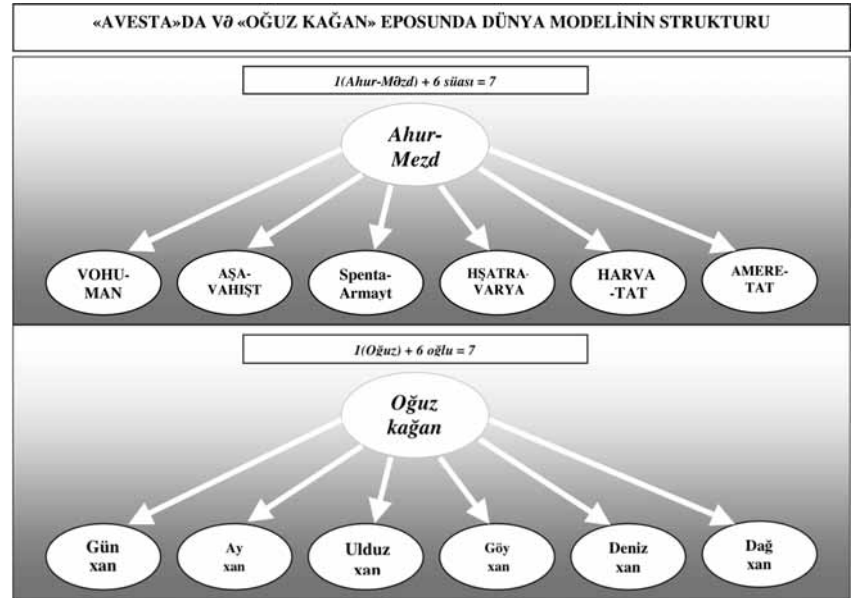 «AVESTA»DA VƏ «OĞUZ KAĞAN» EPOSUNDA DÜNYA MODELİNİN STRUKTURU
1(Ahur-Məzd) + 6 süası = 7
Ahur-
Mezd
VOHU-
MAN
AŞA-
VAHIŞT
Spenta-
Armayt
HŞATRA-
VARYA
HARVA
-TAT
AMERE-
TAT
1(Oğuz) + 6 oğlu = 7
Oğuz
kağan
Gün
xan
Ay
xan
Ulduz
xan
Göy
xan
Deniz
xan
Dağ
xan